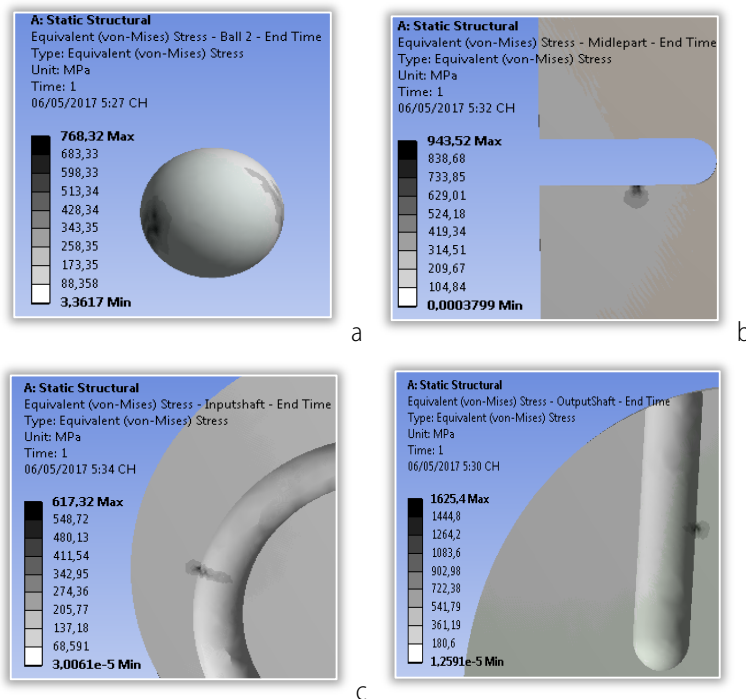 A: Static Structural
Equivalent (von-Mises) Stress - Ball 2 - End Time
Type: Equivalent (von-Mises) Stress
Unit: MPa
Time: 1
06/05/2017 5:27 CH
768,32 Max
683,33
598,33
513,34
428,34
343,35
258,35
173,35
88,358
3,3617 Min
a
A: Static Structural
Equivalent (von-Mises) Stress - Midlepart - End Time
Type: Equivalent (von-Mises) Stress
Unit: MPa
Time: 1
06/05/2017 5:32 CH
943,52 Max
838,68
733,85
629,01
524,18
419,34
314,51
209,67
104,84
0,0003799 Min
b
A: Static Structural
Equivalent (von-Mises) Stress - Inputshaft - End Time
Type: Equivalent (von-Mises) Stress
Unit: MPa
Time: 1
06/05/2017 5:34 CH
617,32 Max
548,72
480,13
411,54
342,95
274,36
205,77
137,18
68,591
3,0061e-5 Min
c
A: Static Structural
Equivalent (von-Mises) Stress - OutputShaft - End Time
Type: Equivalent (von-Mises) Stress
Unit: MPa
Time: 1
06/05/2017 5:30 CH
1625,4 Max
1444,8
1264,2
1083,6
902,98
722,38
541,79
361,19
180,6
1,2591e-5 Min